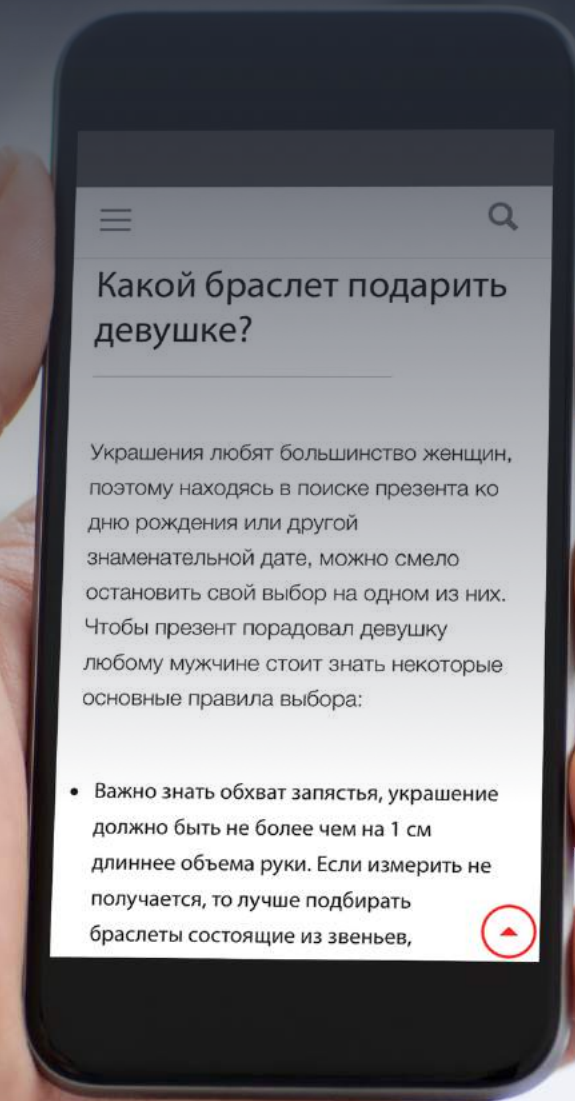 Какой браслет подарить
девушке?
Украшения любят большинство женщин,
поэтому находясь в поиске презента ко
дню рождения или другой
знаменательной дате, можно смело
остановить свой выбор на одном из них.
Чтобы презент порадовал девушку
любому мужчине стоит знать некоторые
основные правила выбора:
• Важно знать обхват запястья, украшение
должно быть не более чем на 1 см
длиннее объема руки. Если измерить не
получается, то лучше подбирать
браслеты состоящие из звеньев,